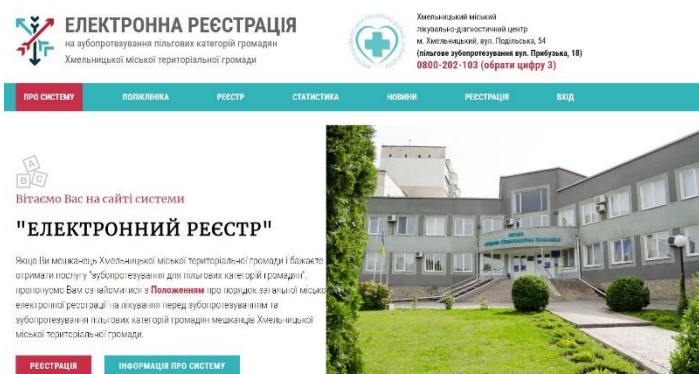 ЕЛЕКТРОННА РЕЄСТРАЦІЯ
на зубопротезування пільгових категорій громадян
Хмельницької міської територіальної громади
Хмельницький міський
лікувально-діагностичний центр
м. Хмельницький, вул. Подільська, 54
(пільгове зубопротезування вул. Прибузька, 18)
0800-202-103 (обрати цифру 3)
ПРО СИСТЕМУ ПОЛІКЛІНІКА РЕЄСТР СТАТИСТИКА НОВИНИ РЕЄСТРАЦІЯ ВХІД
A
B C
Вітаємо Вас на сайті системи
"ЕЛЕКТРОННИЙ РЕЄСТР"
Якщо Ви мешканець Хмельницької міської територіальної громади і бажаєте
отримати послугу "зубопротезування для пільгових категорій громадян",
пропонуємо Вам ознайомитися з Положенням про порядок загальної місько
електронної реєстрації на лікування перед зубопротезуванням та
зубопротезування пільгових категорій громадян мешканців Хмельницької
міської територіальної громади.
РЕЄСТРАЦІЯ ІНФОРМАЦІЯ ПРО СИСТЕМУ